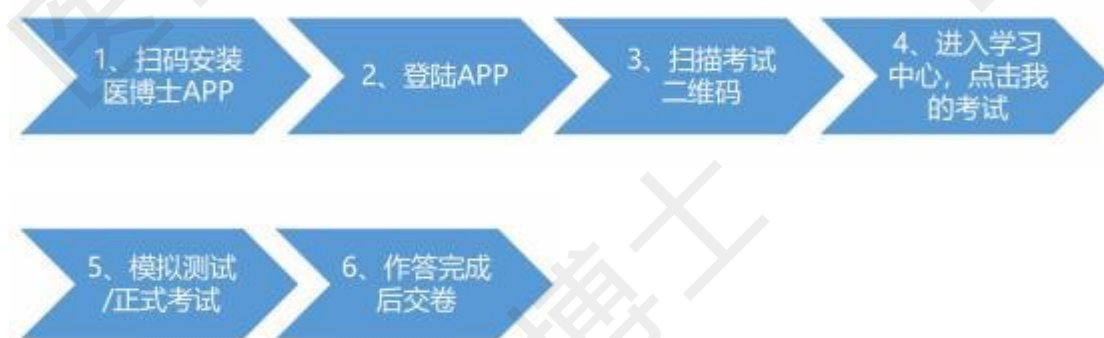 1、扫码安装
医博士APP
2、登陆APP
3、扫描考试
二维码
4、进入学习
中心，点击我
的考试
5、模拟测试
/正式考试
6、作答完成
后交卷
博士